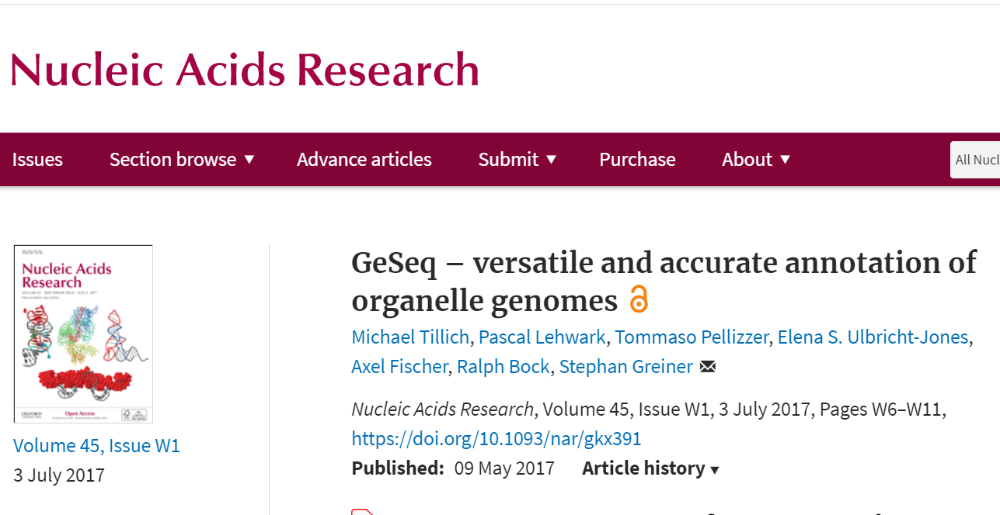 Nucleic Acids Research
Issues Section browse ▼ Advance articles Submit ▼ Purchase About ▼ All Nucl
Nucleic Acids
Research
OXFORD
Open Access
Volume 45, Issue W1
3 July 2017
GeSeq – versatile and accurate annotation of
organelle genomes
Michael Tillich, Pascal Lehwark, Tommaso Pellizzer, Elena S. Ulbricht-Jones,
Axel Fischer, Ralph Bock, Stephan Greiner
Nucleic Acids Research, Volume 45, Issue W1, 3 July 2017, Pages W6–W11,
https://doi.org/10.1093/nar/gkx391
Published: 09 May 2017 Article history ▼